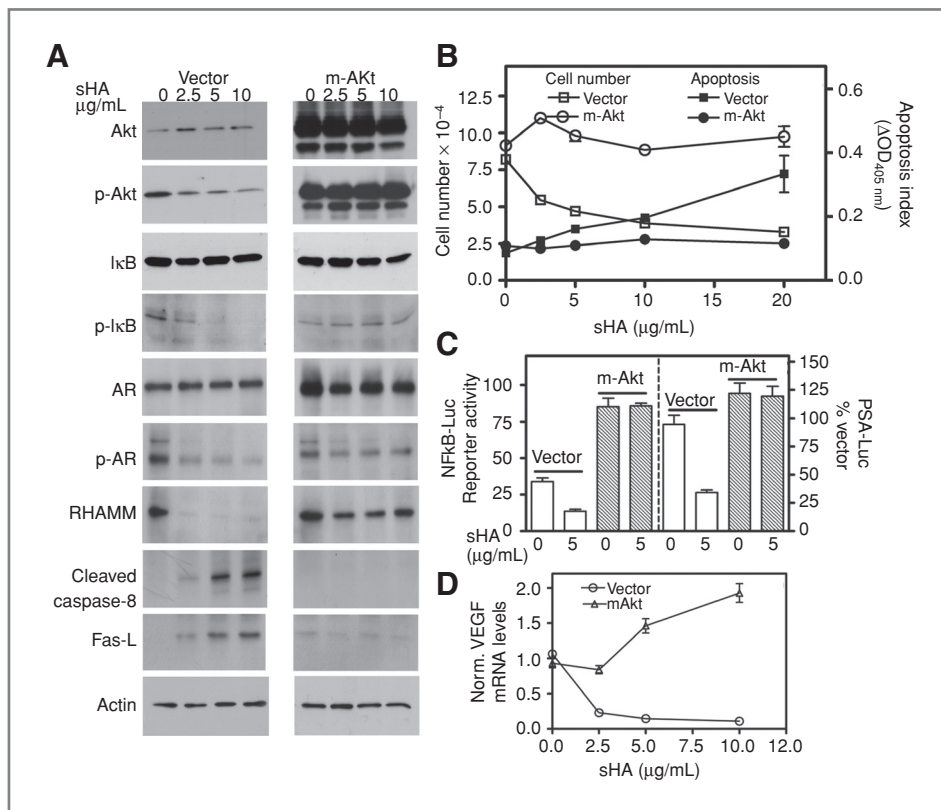 A
Vector
m-AKt
sHA
µg/mL
0 2.5 5 10
0 2.5 5 10
Akt
p-Akt
IκB
p-IκB
AR
p-AR
RHAMM
Cleaved
caspase-8
Fas-L
Actin
B
Cell number
Apoptosis
Vector
Vector
m-Akt
m-Akt
Cell number × 10⁻⁴
12.5
10.0
7.5
5.0
2.5
0.0
Apoptosis index
(ΔOD405 nm)
0.6
0.4
0.2
0.0
0 5 10 15 20
sHA (µg/mL)
C
NFkB-Luc
Reporter activity
100
75
50
25
0
Vector
m-Akt
Vector
m-Akt
150
125
100
75
50
25
0
PSA-Luc
% vector
sHA
(µg/mL)
0 5 0 5 0 5 0 5
D
Vector
mAkt
Norm. VEGF
mRNA levels
2.0
1.5
1.0
0.5
0.0
0.0 2.5 5.0 7.5 10.0 12.0
sHA (µg/mL)